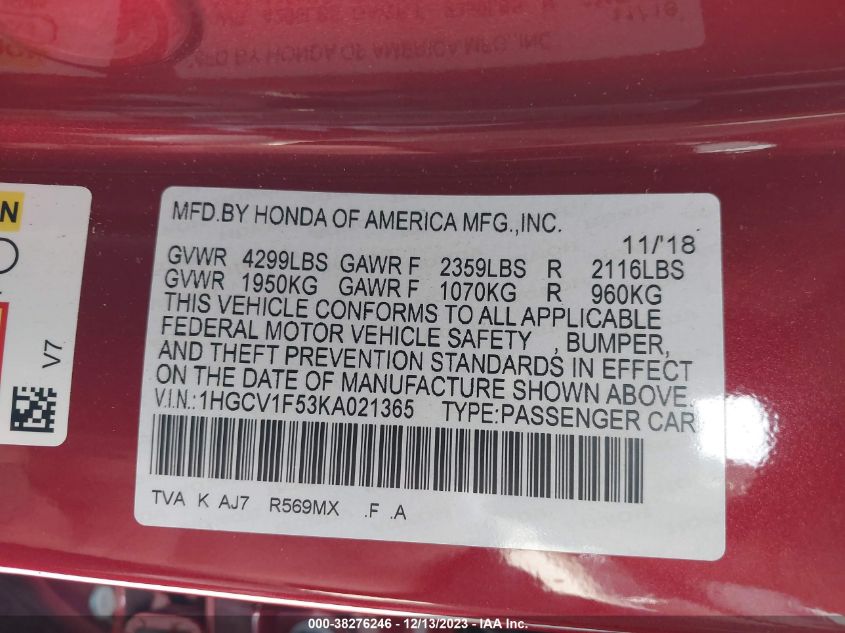 MFD.BY HONDA OF AMERICA MFG.,INC.
11/'18
GVWR 4299LBS GAWR F 2359LBS R 2116LBS
GVWR 1950KG GAWR F 1070KG R 960KG
THIS VEHICLE CONFORMS TO ALL APPLICABLE
FEDERAL MOTOR VEHICLE SAFETY , BUMPER,
AND THEFT PREVENTION STANDARDS IN EFFECT
ON THE DATE OF MANUFACTURE SHOWN ABOVE.
V.I.N.:1HGCV1F53KA021365 TYPE:PASSENGER CAR
TVA K AJ7 R569MX .F .A
V7
000-38276246 - 12/13/2023 - IAA Inc.